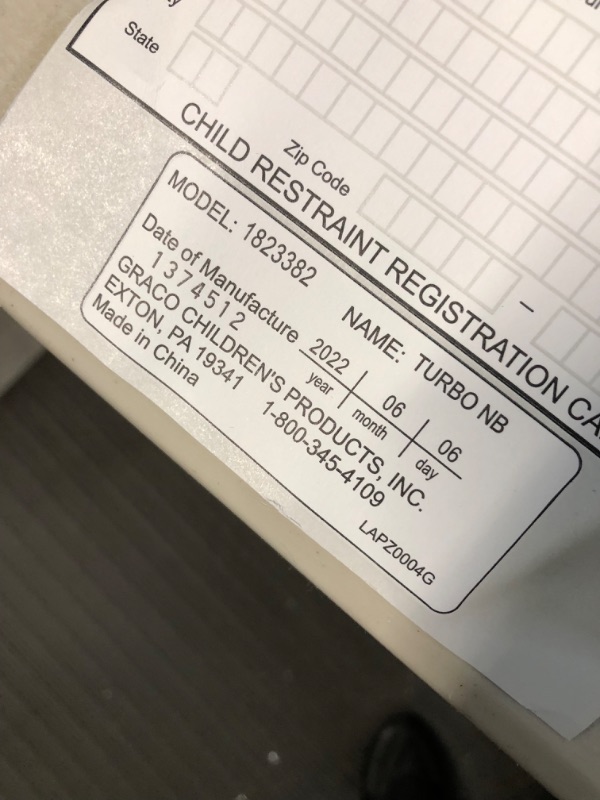 State
Zip Code
–
CHILD RESTRAINT REGISTRATION
MODEL: 1823382 NAME: TURBO NB
Date of Manufacture 2022 / 06 / 06
1374512 year / month / day
GRACO CHILDREN'S PRODUCTS, INC.
EXTON, PA 19341 1-800-345-4109
Made in China
LAPZ0004G